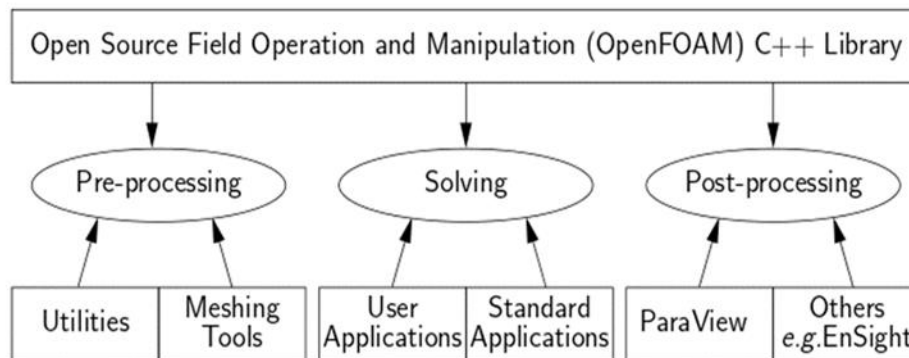 Open Source Field Operation and Manipulation (OpenFOAM) C++ Library
Pre-processing
Solving
Post-processing
Utilities
Meshing
Tools
User
Applications
Standard
Applications
ParaView
Others
e.g.EnSight